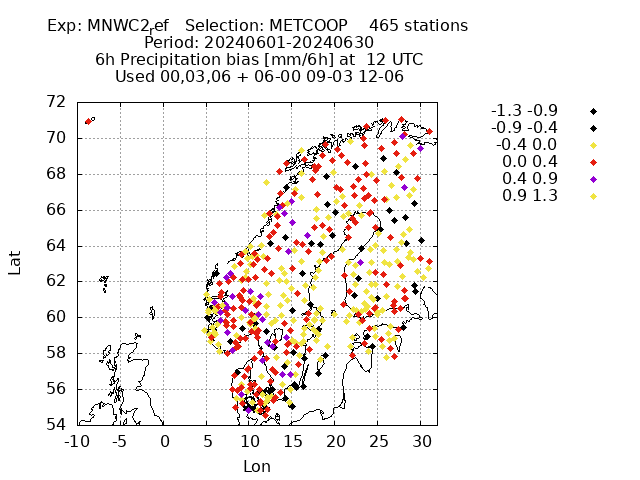 Exp: MNWC2ref   Selection: METCOOP    465 stations
Period: 20240601-20240630
6h Precipitation bias [mm/6h] at  12 UTC
Used 00,03,06 + 06-00 09-03 12-06
-1.3 -0.9
-0.9 -0.4
-0.4 0.0
0.0 0.4
0.4 0.9
0.9 1.3
72
70
68
66
64
62
60
58
56
54
Lat
-10 -5 0 5 10 15 20 25 30
Lon